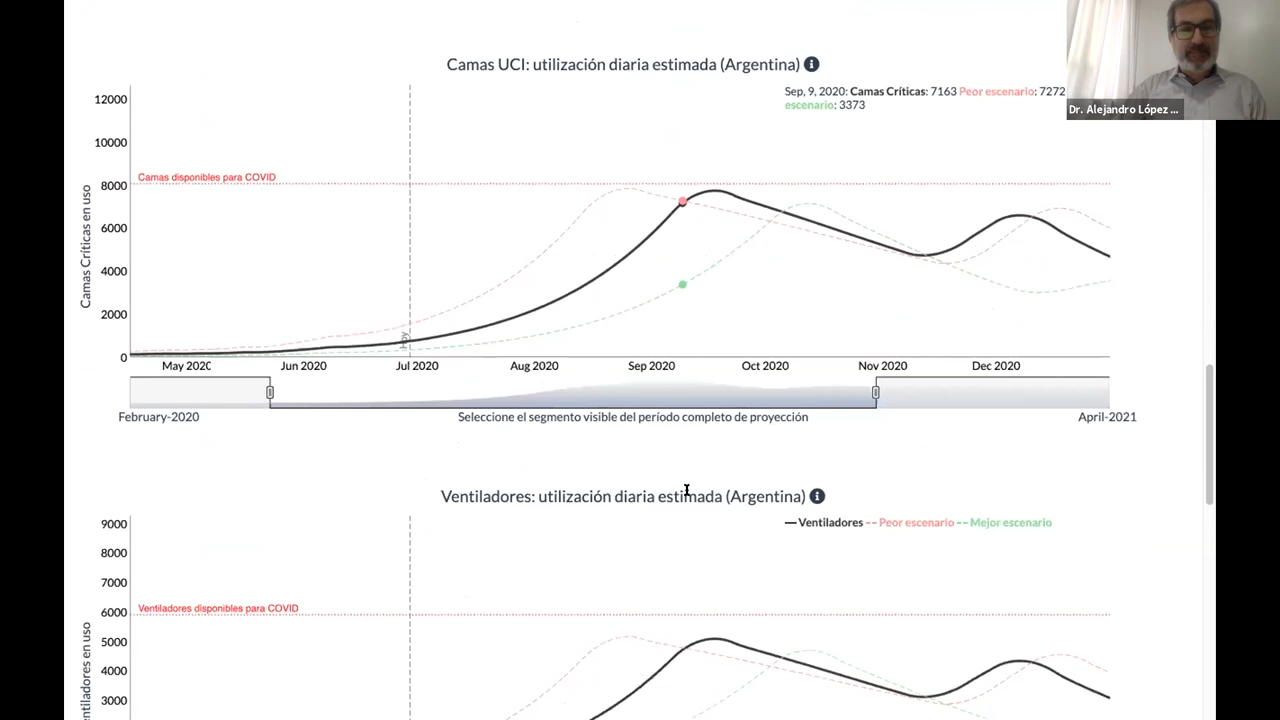 Camas UCI: utilización diaria estimada (Argentina)
Sep, 9, 2020: Camas Críticas: 7163 Peor escenario: 7272
escenario: 3373
Dr. Alejandro López ...
12000
10000
Camas disponibles para COVID
8000
6000
4000
2000
0
Camas Críticas en uso
Hoy
May 2020
Jun 2020
Jul 2020
Aug 2020
Sep 2020
Oct 2020
Nov 2020
Dec 2020
February-2020
Seleccione el segmento visible del período completo de proyección
April-2021
Ventiladores: utilización diaria estimada (Argentina)
Ventiladores Peor escenario Mejor escenario
9000
8000
7000
Ventiladores disponibles para COVID
6000
5000
4000
3000
entiladores en uso